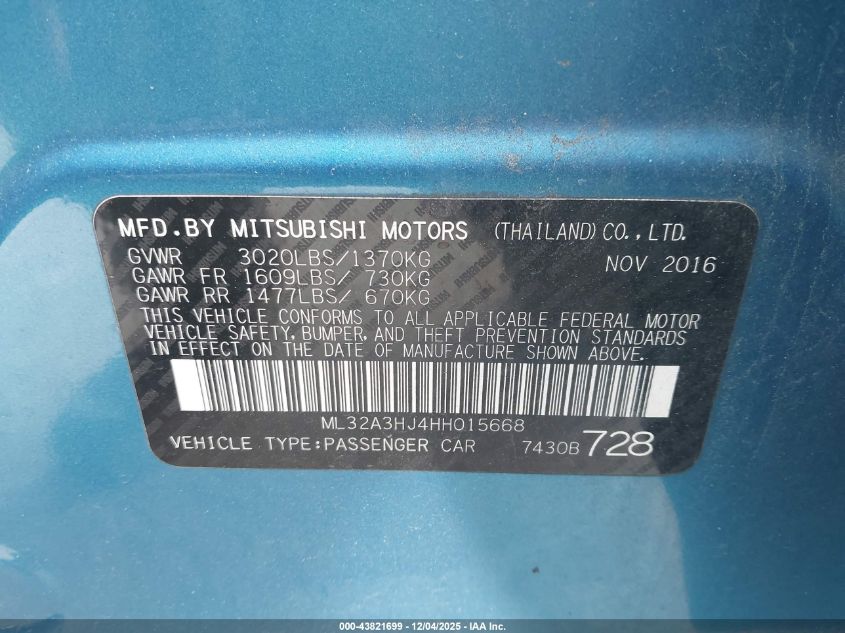 MFD.BY MITSUBISHI MOTORS (THAILAND) CO., LTD.
GVWR 3020LBS/1370KG NOV 2016
GAWR FR 1609LBS/ 730KG
GAWR RR 1477LBS/ 670KG
THIS VEHICLE CONFORMS TO ALL APPLICABLE FEDERAL MOTOR
VEHICLE SAFETY, BUMPER, AND THEFT PREVENTION STANDARDS
IN EFFECT ON THE DATE OF MANUFACTURE SHOWN ABOVE.
ML32A3HJ4HH015668
VEHICLE TYPE:PASSENGER CAR 7430B 728
000-43821699 - 12/04/2025 - IAA Inc.